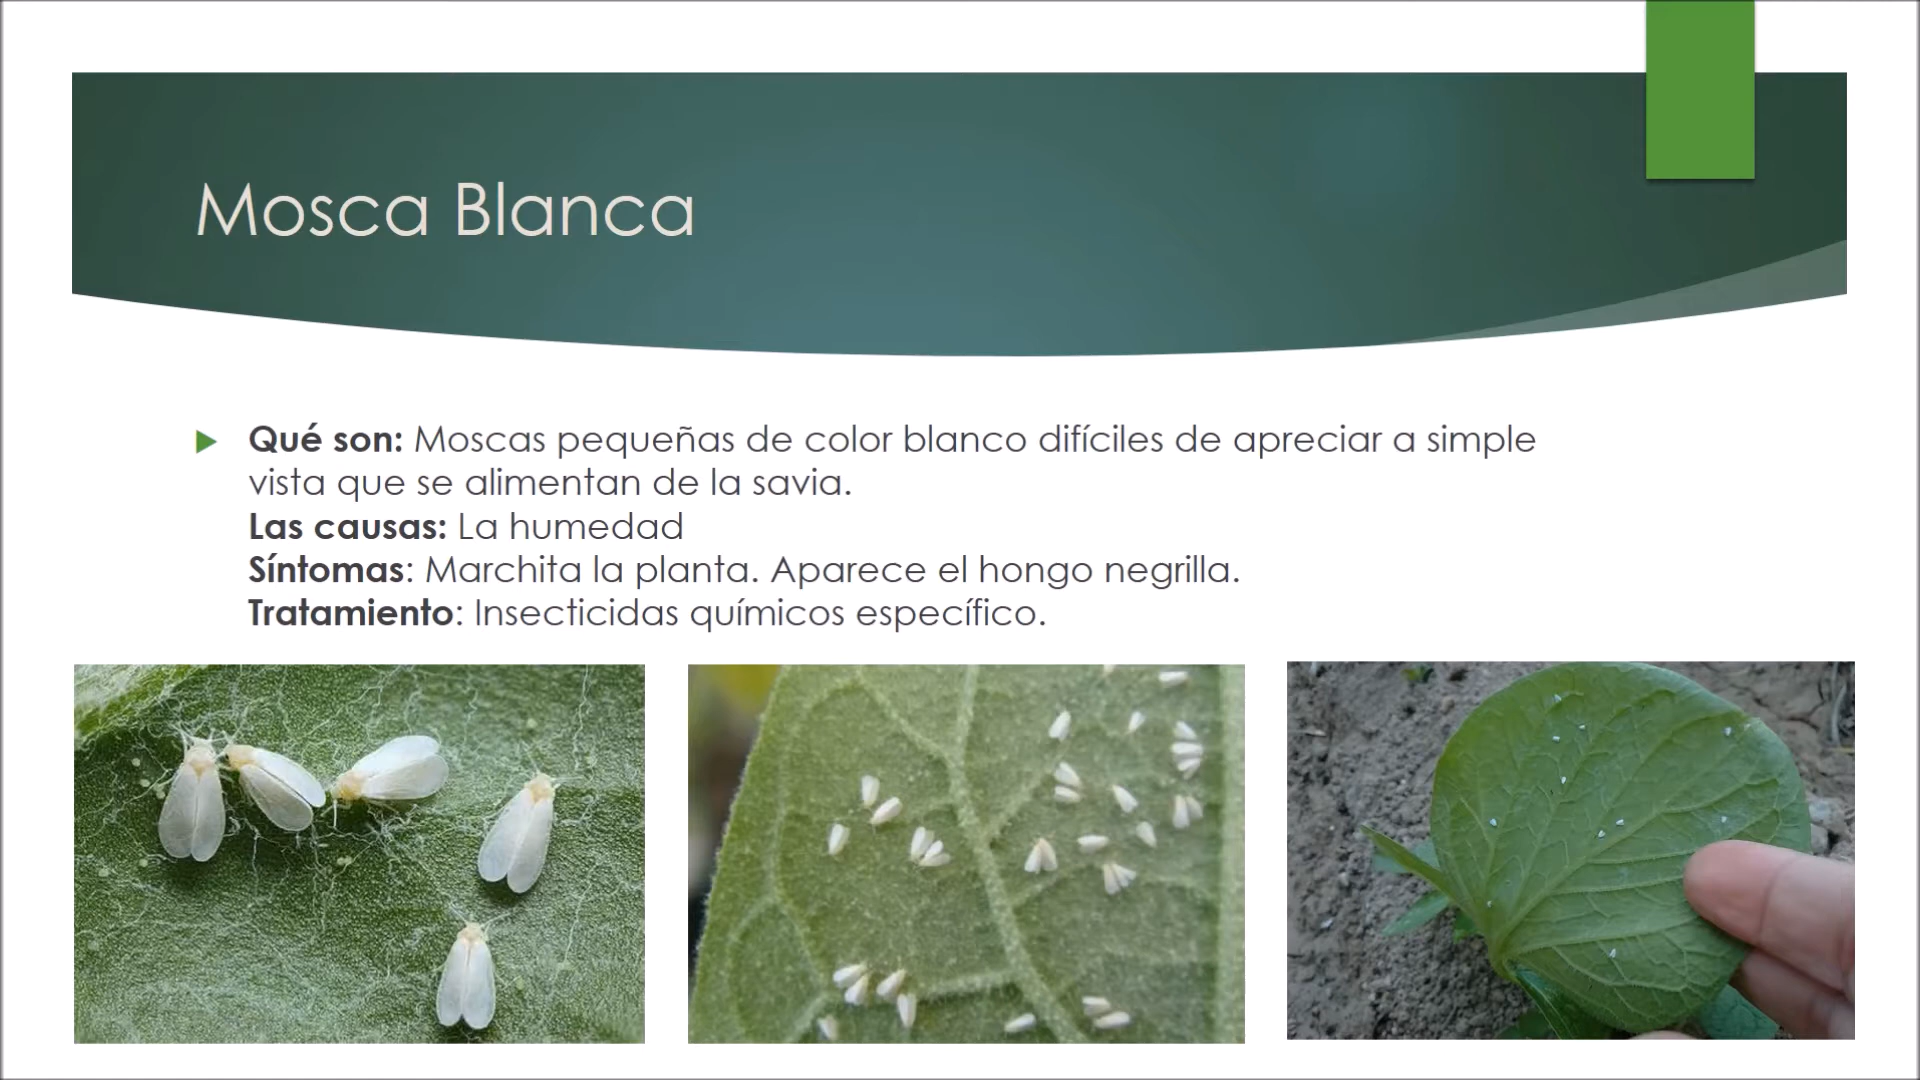 Mosca Blanca
Qué son: Moscas pequeñas de color blanco difíciles de apreciar a simple
vista que se alimentan de la savia.
Las causas: La humedad
Síntomas: Marchita la planta. Aparece el hongo negrilla.
Tratamiento: Insecticidas químicos específico.